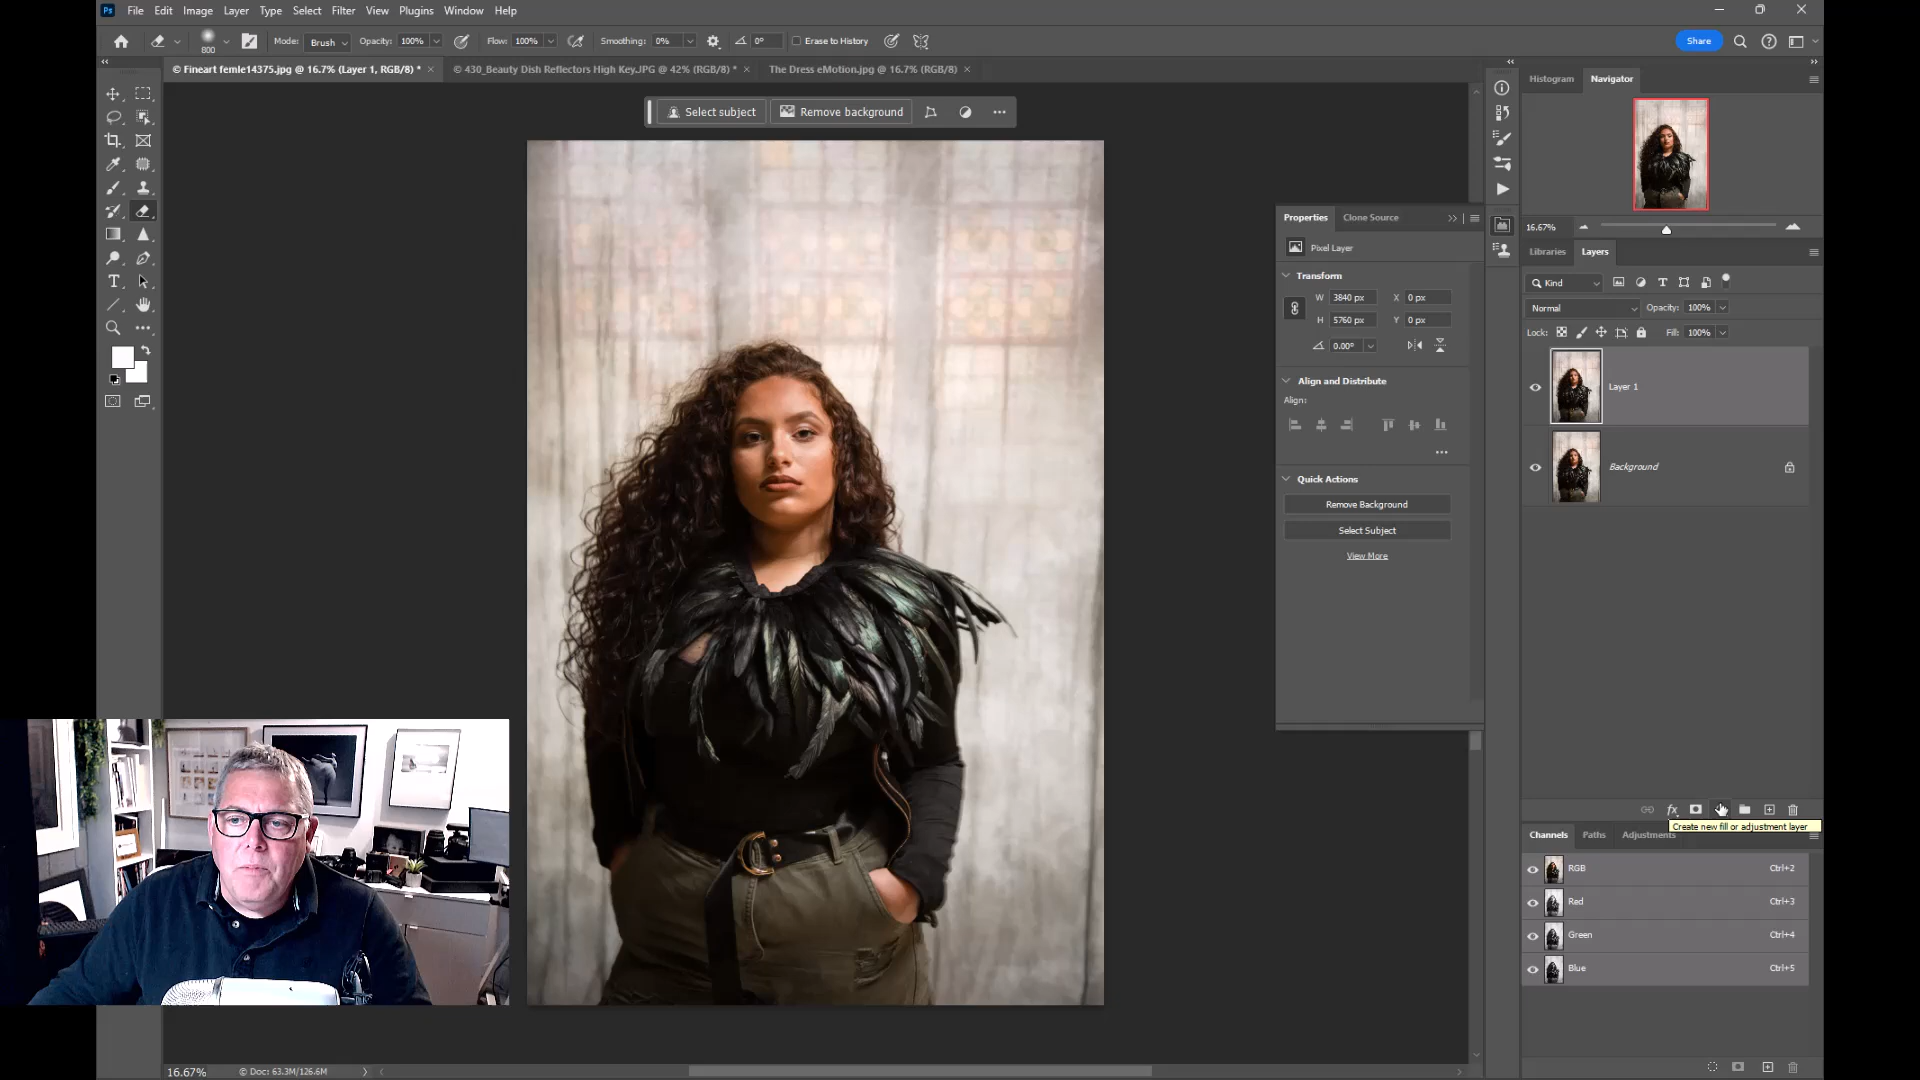 Ps File Edit Image Layer Type Select Filter View Plugins Window Help
800 Mode: Brush Opacity: 100% Flow: 100% Smoothing: 0% 0° Erase to History Share
© Fineart femle14375.jpg @ 16.7% (Layer 1, RGB/8) * © 430_Beauty Dish Reflectors High Key.JPG @ 42% (RGB/8) * The Dress eMotion.jpg @ 16.7% (RGB/8)
Histogram Navigator
Select subject Remove background
16.67%
Properties Clone Source
Pixel Layer
Transform
W 3840 px X 0 px
H 5760 px Y 0 px
0.00°
Align and Distribute
Align:
Quick Actions
Remove Background
Select Subject
View More
Libraries Layers
Kind
Normal Opacity: 100%
Lock: Fill: 100%
Layer 1
Background
fx
Create new fill or adjustment layer
Channels Paths Adjustments
RGB Ctrl+2
Red Ctrl+3
Green Ctrl+4
Blue Ctrl+5
16.67% © Doc: 63.3M/126.6M